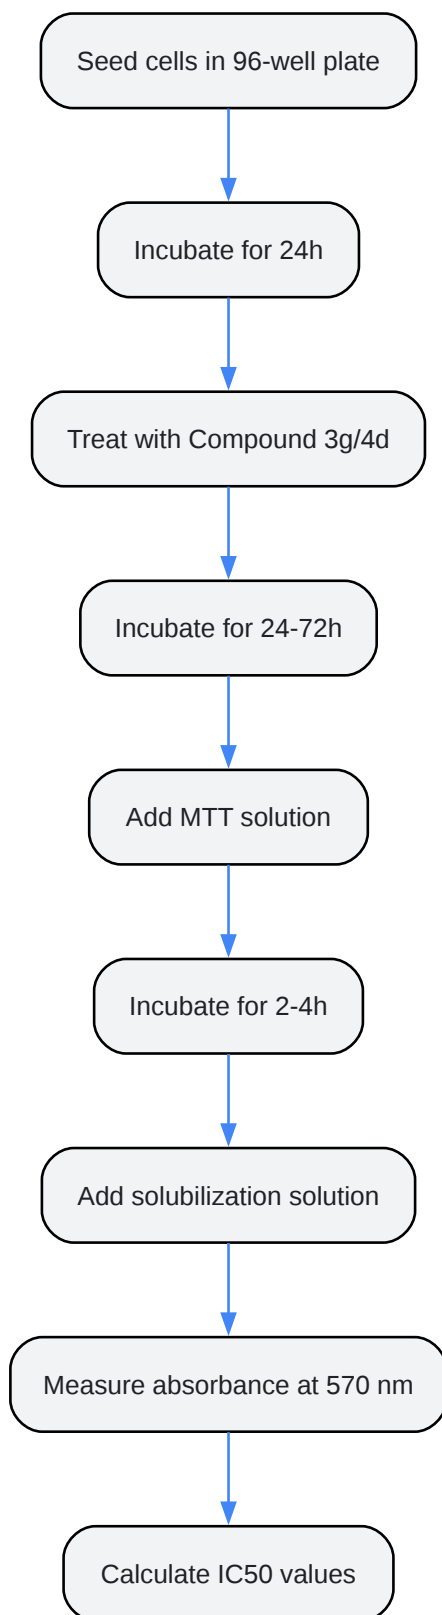 Seed cells in 96-well plate
Incubate for 24h
Treat with Compound 3g/4d
Incubate for 24-72h
Add MTT solution
Incubate for 2-4h
Add solubilization solution
Measure absorbance at 570 nm
Calculate IC50 values